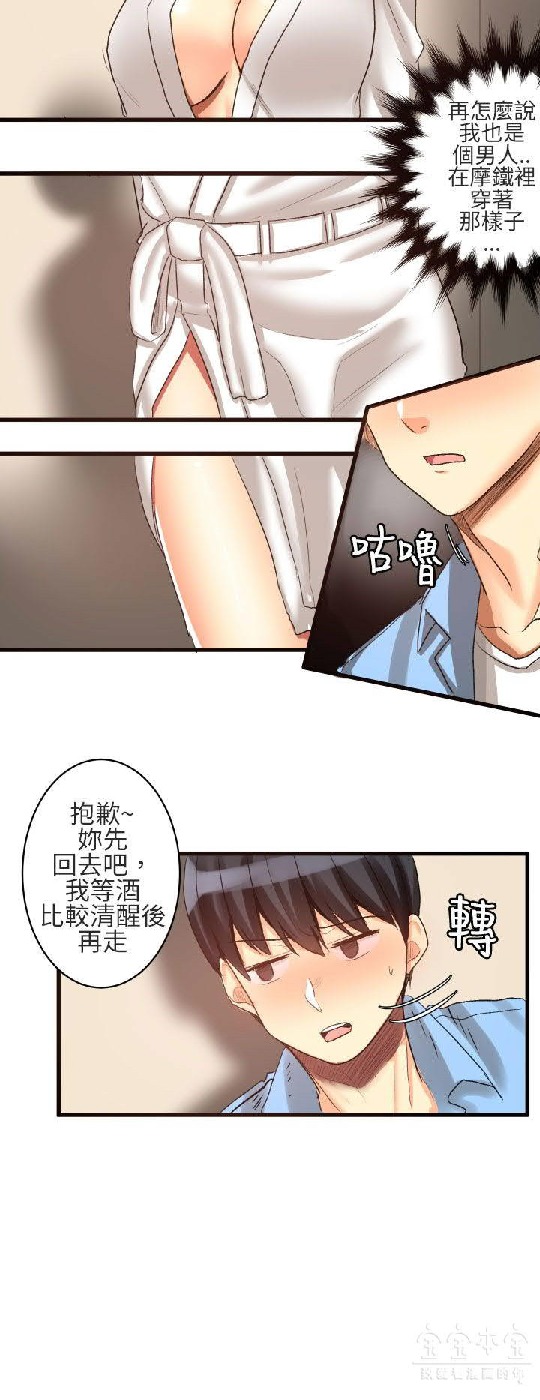 再怎麼說
我也是
個男人..
在摩鐵裡
穿著
那樣子
...
咕嚕
抱歉~
妳先
回去吧，
我等酒
比較清醒後
再走
轉